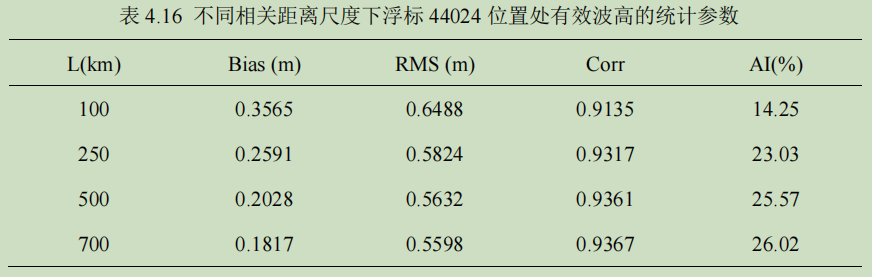 表 4.16 不同相关距离尺度下浮标 44024 位置处有效波高的统计参数
L(km) Bias (m) RMS (m) Corr AI(%)
100 0.3565 0.6488 0.9135 14.25
250 0.2591 0.5824 0.9317 23.03
500 0.2028 0.5632 0.9361 25.57
700 0.1817 0.5598 0.9367 26.02